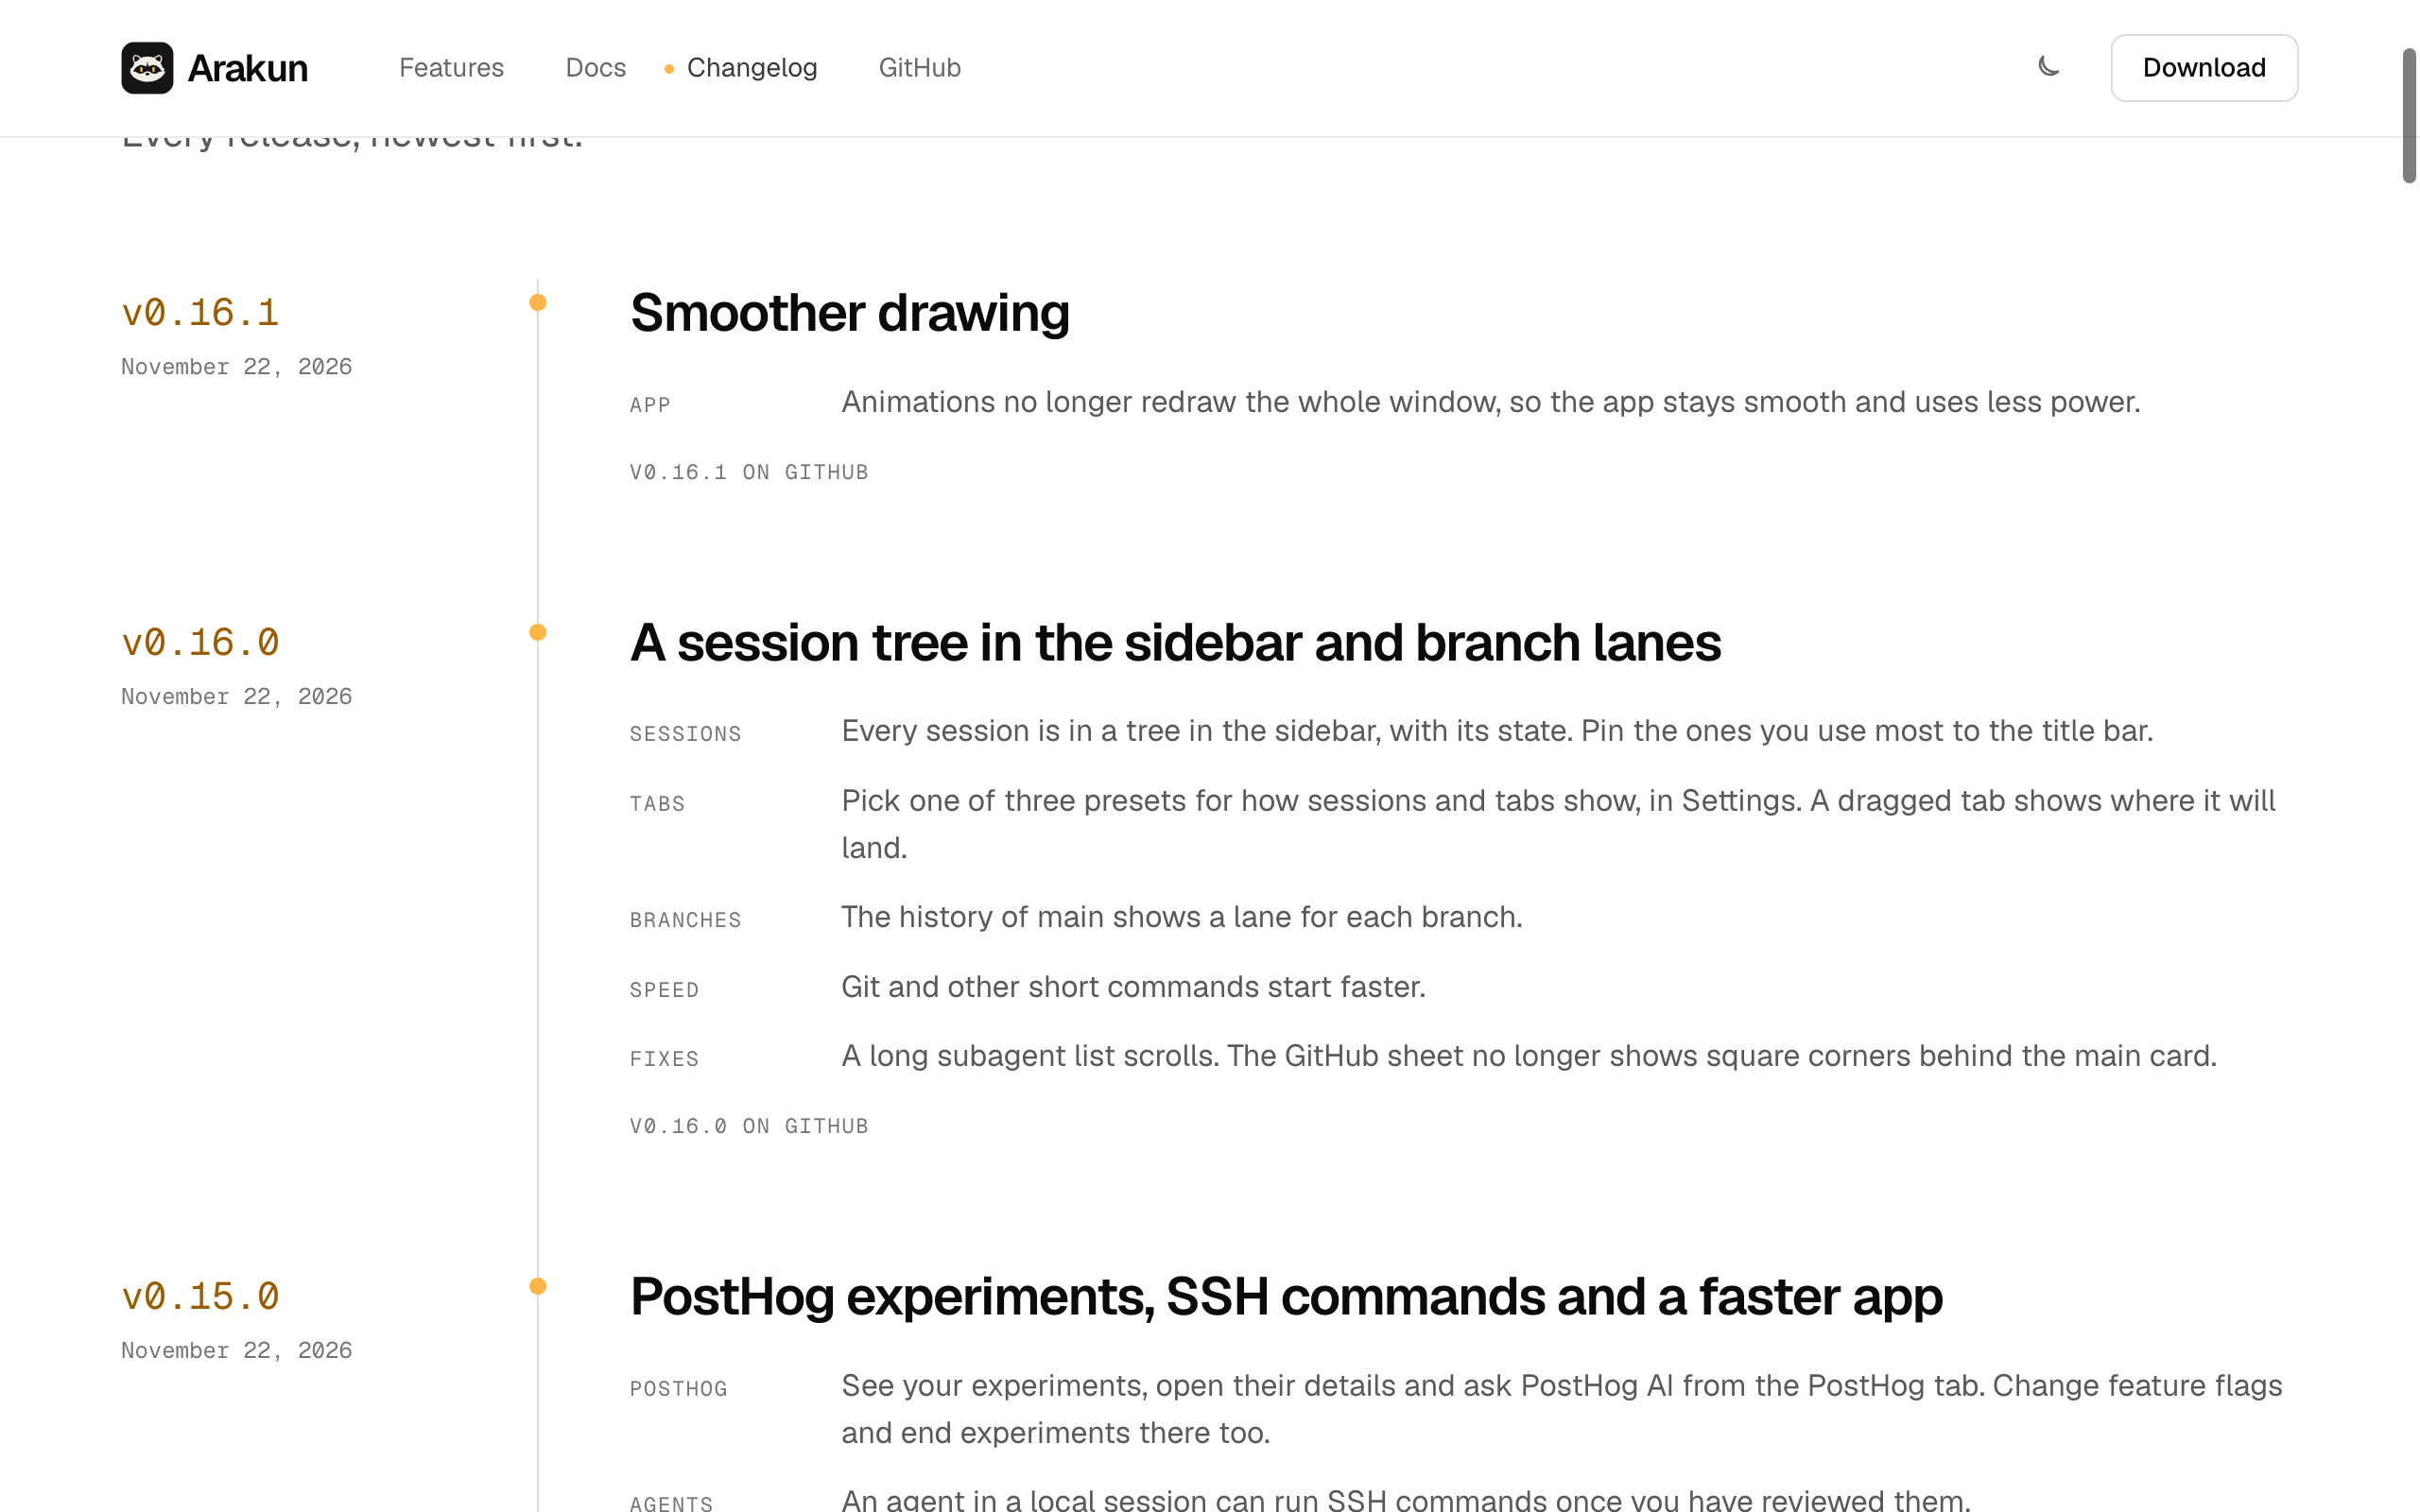 Arakun
Features
Docs
Changelog
GitHub
Download
Every release, newest first.
v0.16.1
November 22, 2026
Smoother drawing
APP
Animations no longer redraw the whole window, so the app stays smooth and uses less power.
V0.16.1 ON GITHUB
v0.16.0
November 22, 2026
A session tree in the sidebar and branch lanes
SESSIONS
Every session is in a tree in the sidebar, with its state. Pin the ones you use most to the title bar.
TABS
Pick one of three presets for how sessions and tabs show, in Settings. A dragged tab shows where it will
land.
BRANCHES
The history of main shows a lane for each branch.
SPEED
Git and other short commands start faster.
FIXES
A long subagent list scrolls. The GitHub sheet no longer shows square corners behind the main card.
V0.16.0 ON GITHUB
v0.15.0
November 22, 2026
PostHog experiments, SSH commands and a faster app
POSTHOG
See your experiments, open their details and ask PostHog AI from the PostHog tab. Change feature flags
and end experiments there too.
AGENTS
An agent in a local session can run SSH commands once you have reviewed them.